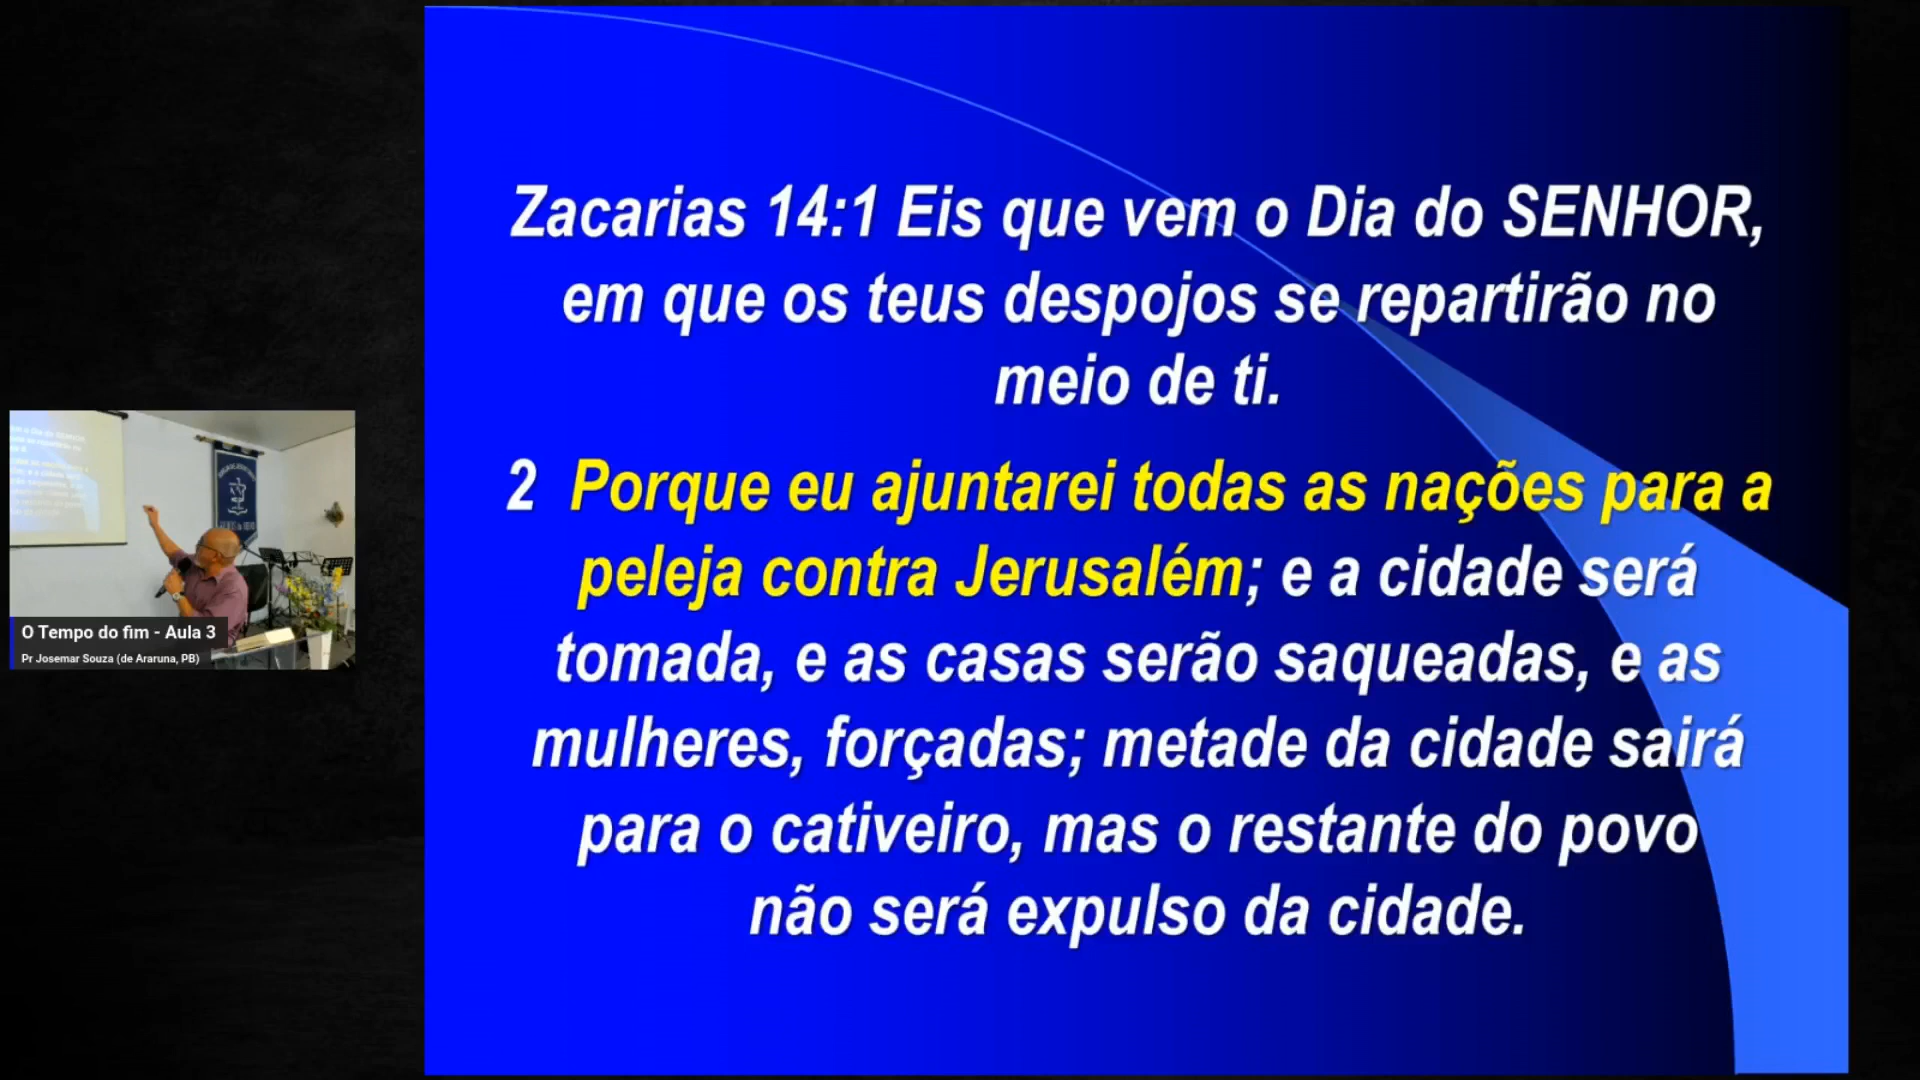 Zacarias 14:1 Eis que vem o Dia do SENHOR,
em que os teus despojos se repartirão no
meio de ti.
2 Porque eu ajuntarei todas as nações para a
peleja contra Jerusalém; e a cidade será
tomada, e as casas serão saqueadas, e as
mulheres, forçadas; metade da cidade sairá
para o cativeiro, mas o restante do povo
não será expulso da cidade.
O Tempo do fim - Aula 3
Pr Josemar Souza (de Araruna, PB)